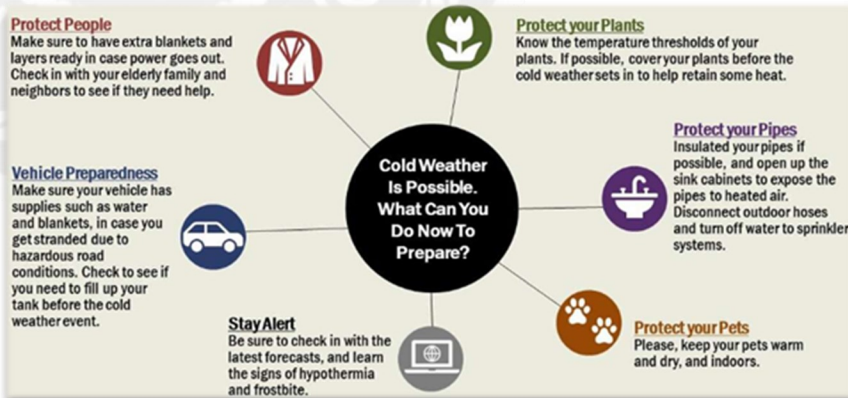 Protect People
Make sure to have extra blankets and
layers ready in case power goes out.
Check in with your elderly family and
neighbors to see if they need help.
Protect your Plants
Know the temperature thresholds of your
plants. If possible, cover your plants before the
cold weather sets in to help retain some heat.
Cold Weather
Is Possible.
What Can You
Do Now To
Prepare?
Vehicle Preparedness
Make sure your vehicle has
supplies such as water
and blankets, in case you
get stranded due to
hazardous road
conditions. Check to see if
you need to fill up your
tank before the cold
weather event.
Protect your Pipes
Insulated your pipes if
possible, and open up the
sink cabinets to expose the
pipes to heated air.
Disconnect outdoor hoses
and turn off water to sprinkler
systems.
Stay Alert
Be sure to check in with the
latest forecasts, and learn
the signs of hypothermia
and frostbite.
Protect your Pets
Please, keep your pets warm
and dry, and indoors.